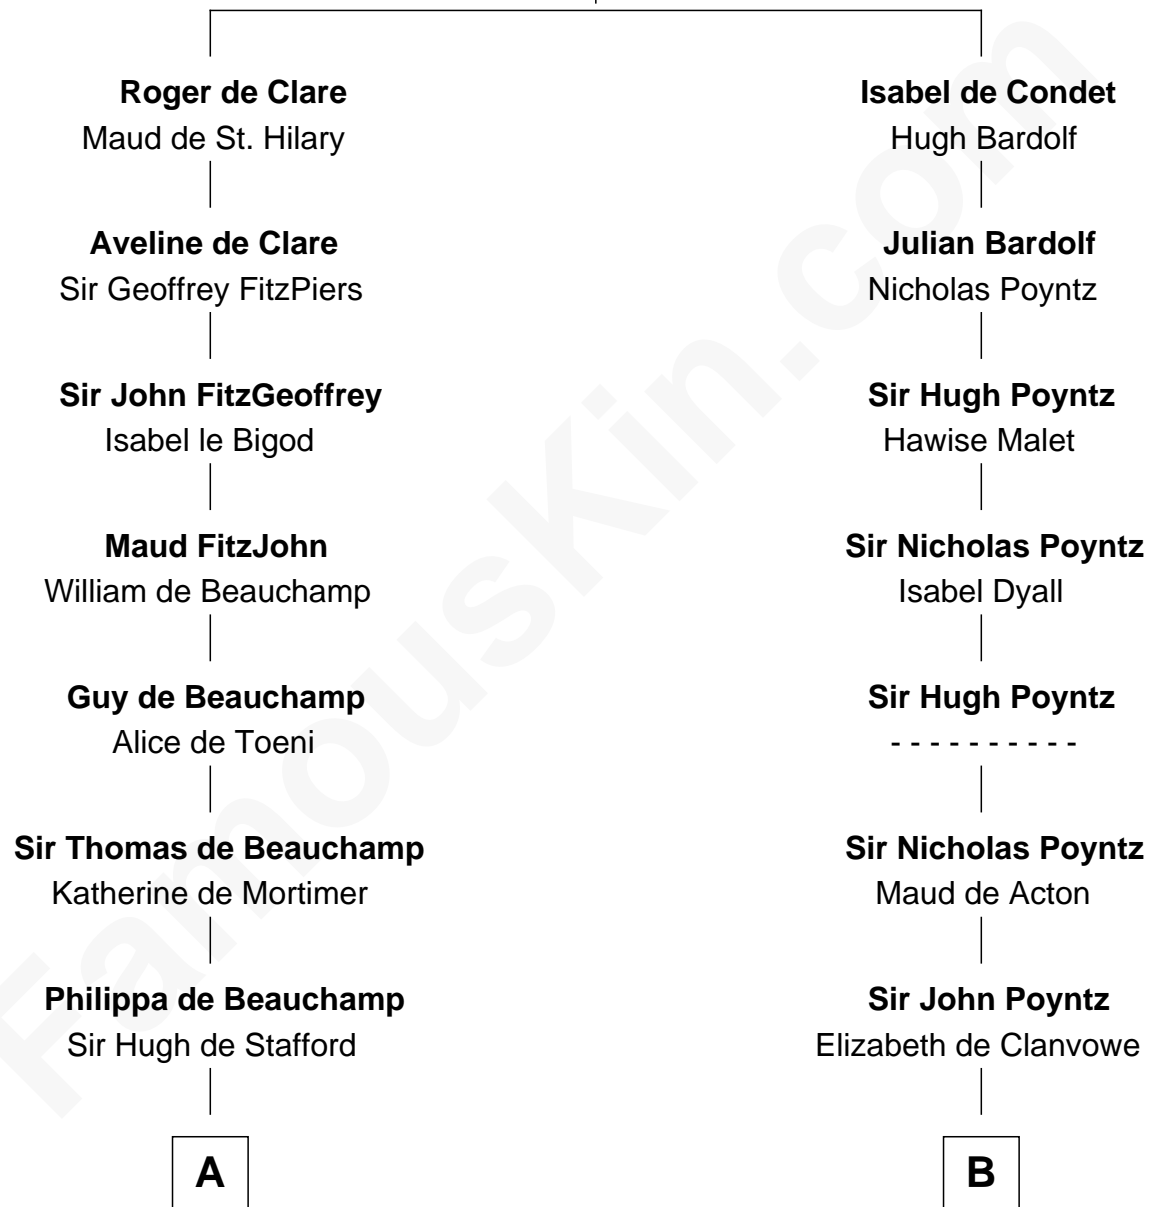 Roger de Clare
Maud de St. Hilary
Aveline de Clare
Sir Geoffrey FitzPiers
Sir John FitzGeoffrey
Isabel le Bigod
Maud FitzJohn
William de Beauchamp
Guy de Beauchamp
Alice de Toeni
Sir Thomas de Beauchamp
Katherine de Mortimer
Philippa de Beauchamp
Sir Hugh de Stafford
A
Isabel de Condet
Hugh Bardolf
Julian Bardolf
Nicholas Poyntz
Sir Hugh Poyntz
Hawise Malet
Sir Nicholas Poyntz
Isabel Dyall
Sir Hugh Poyntz
- - - - - - - - - -
Sir Nicholas Poyntz
Maud de Acton
Sir John Poyntz
Elizabeth de Clanvowe
B
FamousKin.com